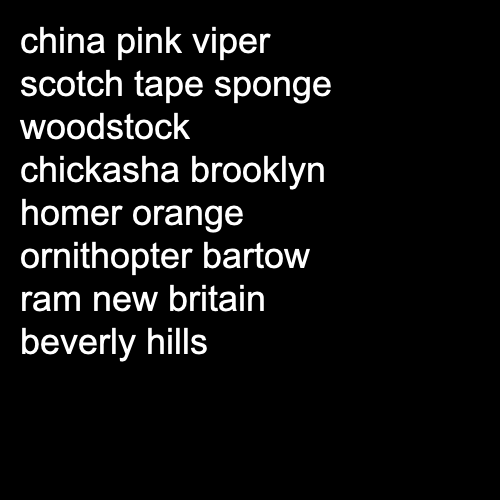 china pink viper
scotch tape sponge
woodstock
chickasha brooklyn
homer orange
ornithopter bartow
ram new britain
beverly hills